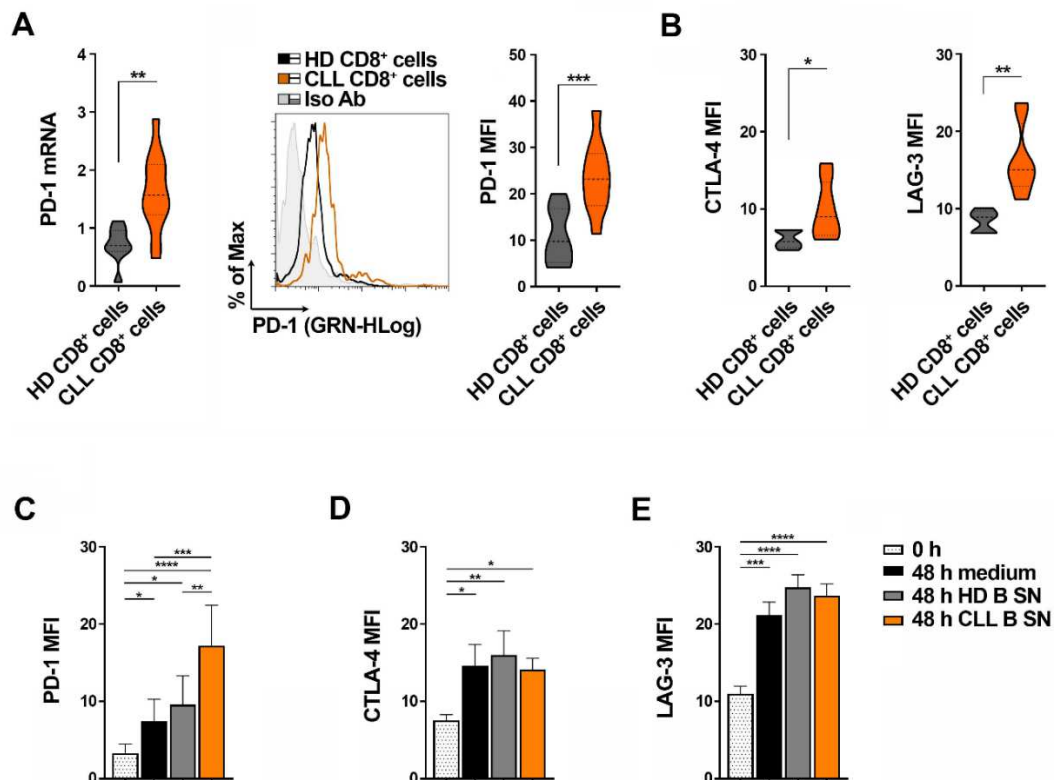 A
PD-1 mRNA
4
3
2
1
0
**
HD CD8+ cells
CLL CD8+ cells
HD CD8+ cells
CLL CD8+ cells
Iso Ab
% of Max
PD-1 (GRN-HLog)
PD-1 MFI
50
40
30
20
10
0
***
HD CD8+ cells
CLL CD8+ cells
B
CTLA-4 MFI
30
20
10
0
*
HD CD8+ cells
CLL CD8+ cells
LAG-3 MFI
30
20
10
0
**
HD CD8+ cells
CLL CD8+ cells
C
PD-1 MFI
30
20
10
0
***
****
*
*
**
D
CTLA-4 MFI
30
20
10
0
*
**
*
E
LAG-3 MFI
30
20
10
0
****
****
***
0 h
48 h medium
48 h HD B SN
48 h CLL B SN